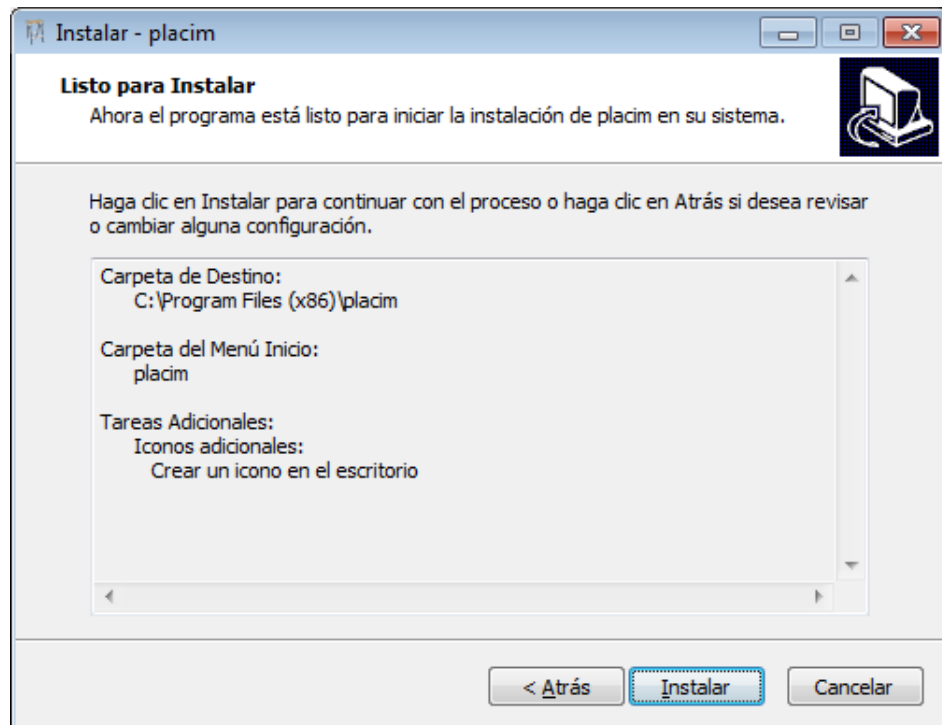 Instalar - placim
Listo para Instalar
Ahora el programa está listo para iniciar la instalación de placim en su sistema.
Haga clic en Instalar para continuar con el proceso o haga clic en Atrás si desea revisar
o cambiar alguna configuración.
Carpeta de Destino:
C:\Program Files (x86)\placim
Carpeta del Menú Inicio:
placim
Tareas Adicionales:
Iconos adicionales:
Crear un icono en el escritorio
< Atrás Instalar Cancelar